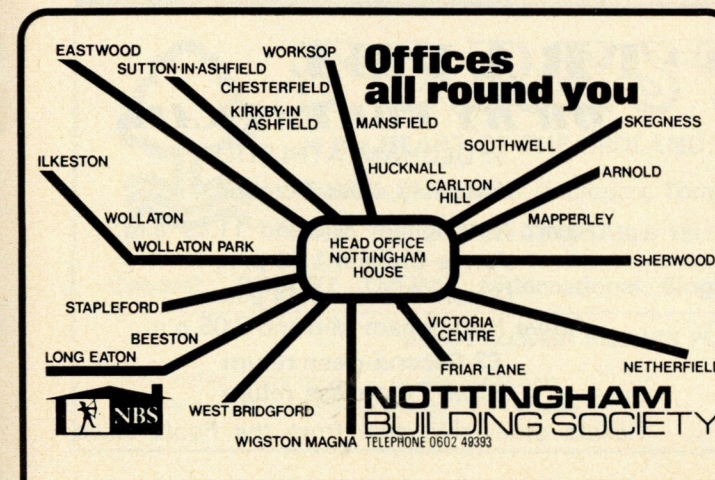 Offices
all round you
EASTWOOD
WORKSOP
SUTTON-IN-ASHFIELD
CHESTERFIELD
KIRKBY-IN
ASHFIELD
MANSFIELD
SKEGNESS
SOUTHWELL
ILKESTON
HUCKNALL
ARNOLD
CARLTON
HILL
WOLLATON
MAPPERLEY
WOLLATON PARK
HEAD OFFICE
NOTTINGHAM
HOUSE
SHERWOOD
STAPLEFORD
BEESTON
VICTORIA
CENTRE
LONG EATON
FRIAR LANE
NETHERFIEL
NBS
WEST BRIDGFORD
WIGSTON MAGNA
NOTTINGHAM
BUILDING SOCIETY
TELEPHONE 0602 49393